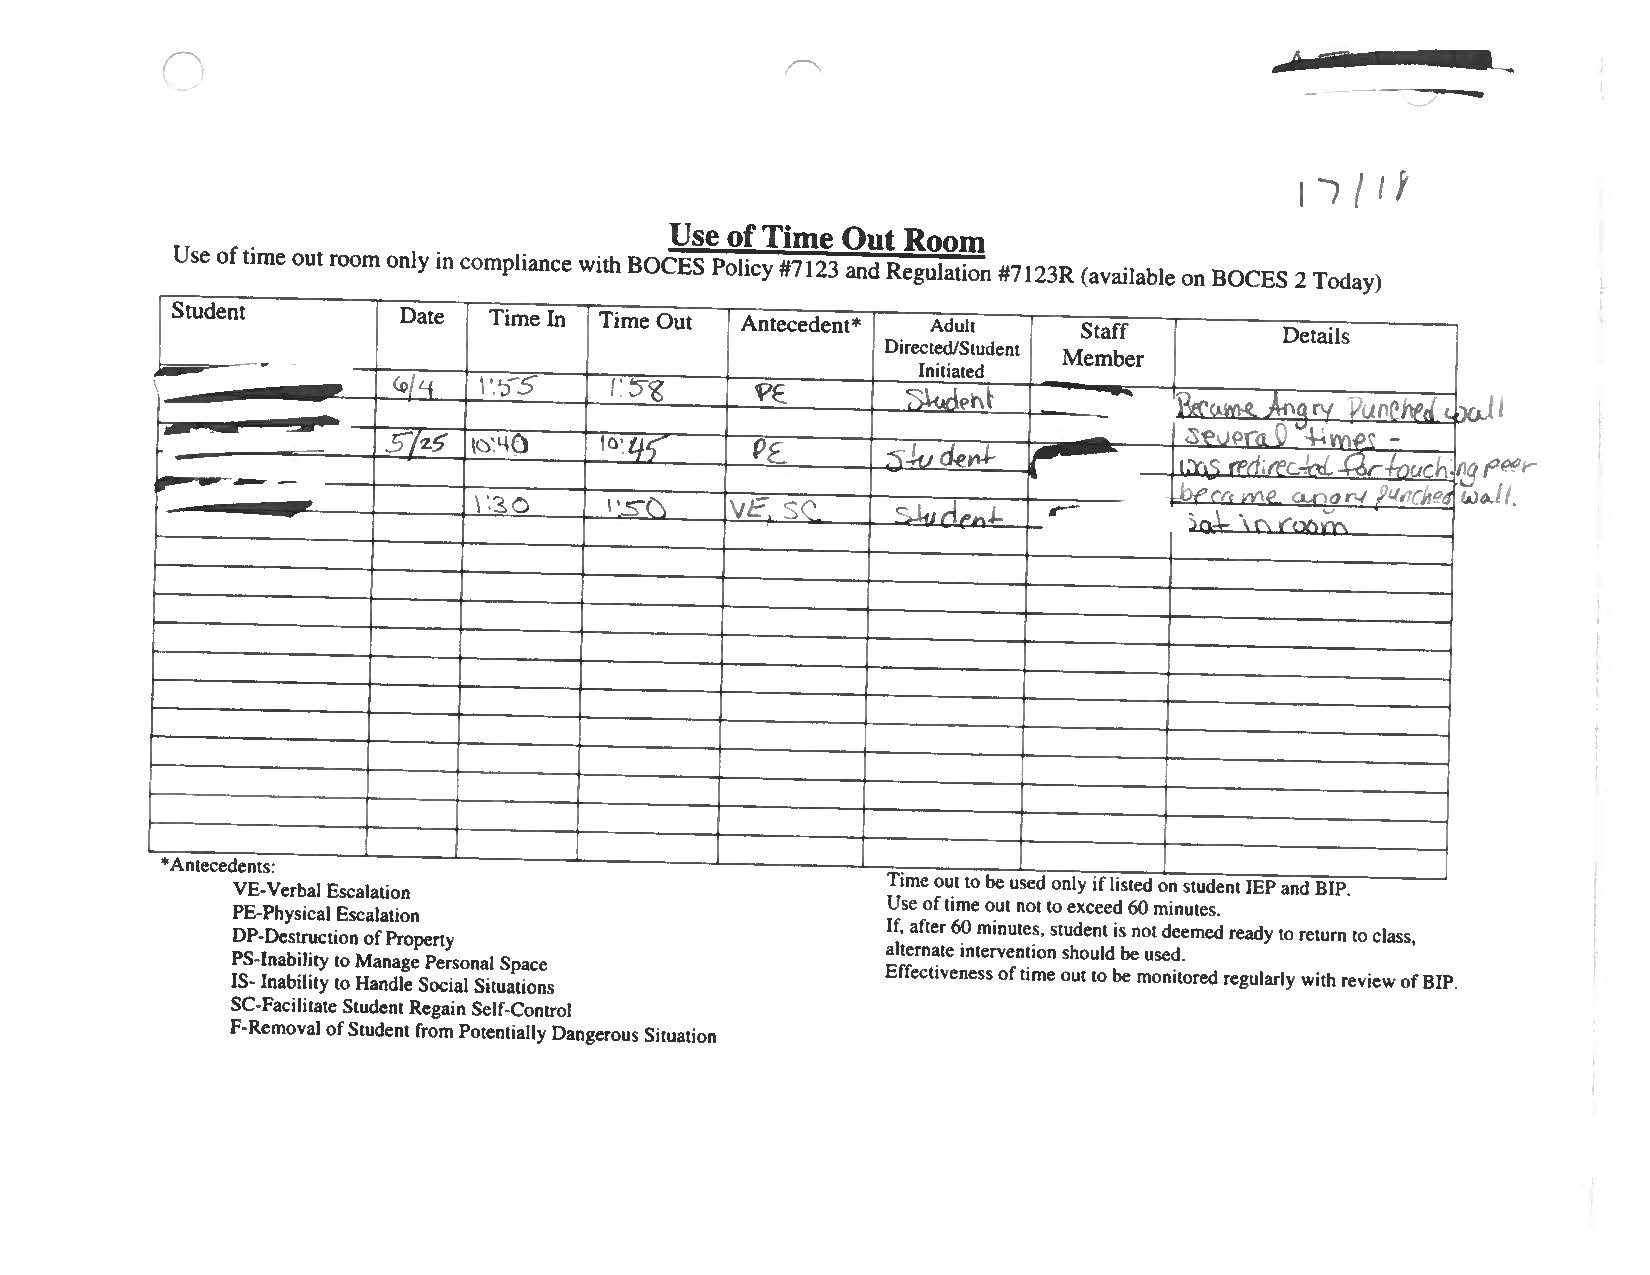 17/18
Use of Time Out Room
Use of time out room only in compliance with BOCES Policy #7123 and Regulation #7123R (available on BOCES 2 Today)
Student Date Time In Time Out Antecedent* Adult Directed/Student Initiated Staff Member Details
6/4 1:55 1:58 PE Student Became Angry Punched wall
several times -
5/25 10:40 10:45 PE Student was redirected for touching peer
became angry punched wall.
1:30 1:50 VE, SC Student sat in room
*Antecedents:
VE-Verbal Escalation
PE-Physical Escalation
DP-Destruction of Property
PS-Inability to Manage Personal Space
IS- Inability to Handle Social Situations
SC-Facilitate Student Regain Self-Control
F-Removal of Student from Potentially Dangerous Situation
Time out to be used only if listed on student IEP and BIP.
Use of time out not to exceed 60 minutes.
If, after 60 minutes, student is not deemed ready to return to class,
alternate intervention should be used.
Effectiveness of time out to be monitored regularly with review of BIP.